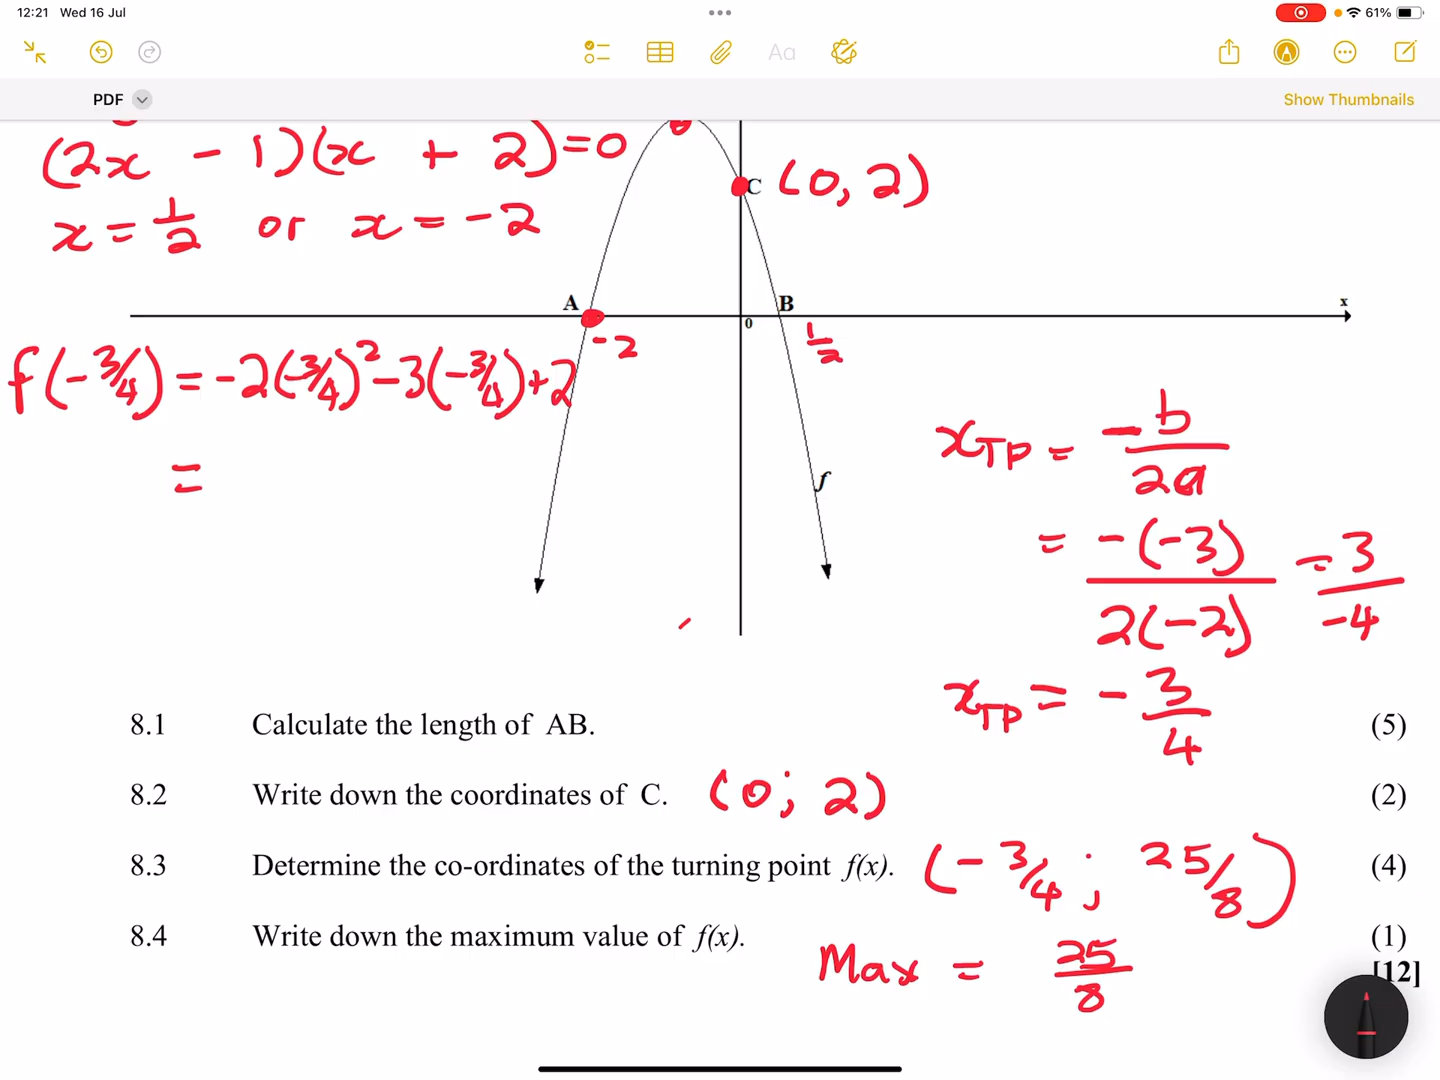 12:21 Wed 16 Jul
61%
Aa
PDF
Show Thumbnails
(2x - 1)(x + 2)=0
x = 1/2 or x = -2
C (0, 2)
A
B
x
0
-2
1/2
f(-3/4) = -2(-3/4)² -3(-3/4)+2
=
f
xTP = -b/2a
= -(-3)/2(-2) = 3/-4
xTP = -3/4
8.1 Calculate the length of AB. (5)
8.2 Write down the coordinates of C. (0; 2) (2)
8.3 Determine the co-ordinates of the turning point f(x). (-3/4 ; 25/8) (4)
8.4 Write down the maximum value of f(x). (1)
Max = 25/8
[12]